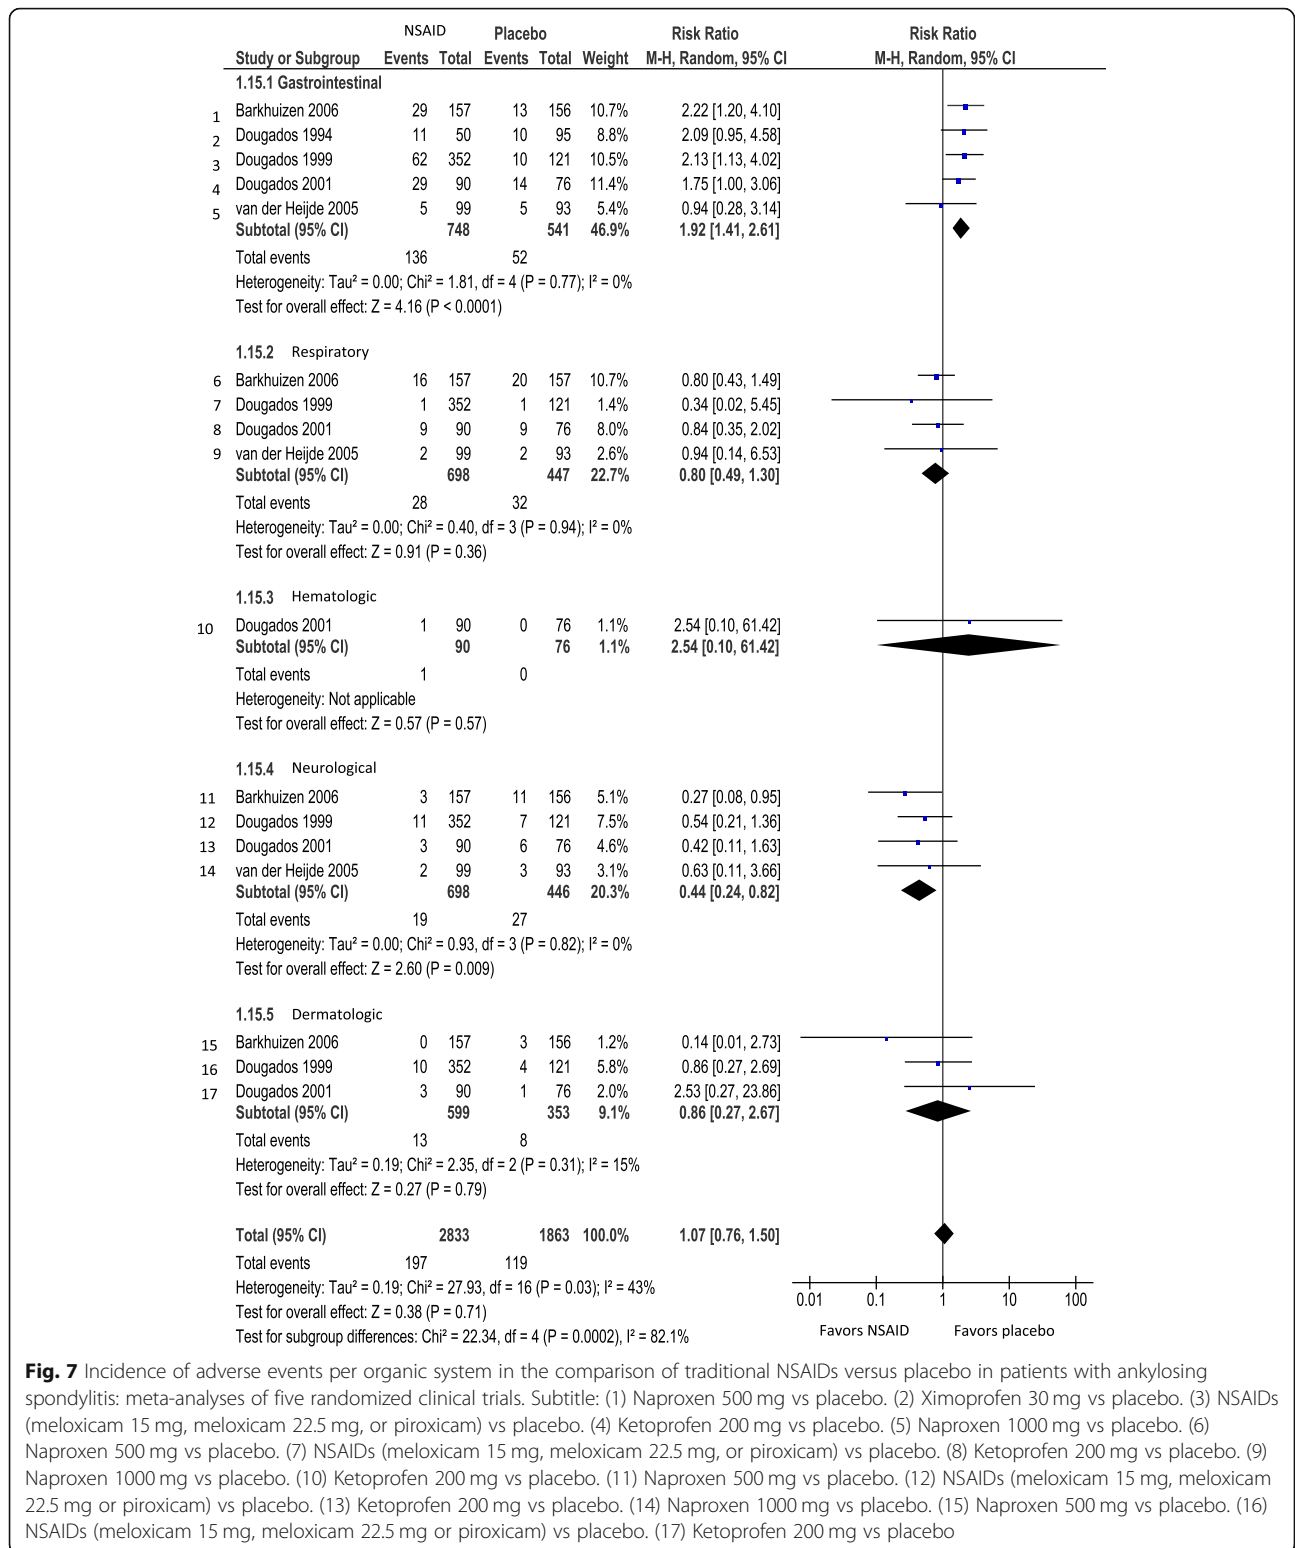 NSAID Placebo Risk Ratio Risk Ratio
Study or Subgroup Events Total Events Total Weight M-H, Random, 95% CI M-H, Random, 95% CI
1.15.1 Gastrointestinal
1 Barkhuizen 2006 29 157 13 156 10.7% 2.22 [1.20, 4.10]
2 Dougados 1994 11 50 10 95 8.8% 2.09 [0.95, 4.58]
3 Dougados 1999 62 352 10 121 10.5% 2.13 [1.13, 4.02]
4 Dougados 2001 29 90 14 76 11.4% 1.75 [1.00, 3.06]
5 van der Heijde 2005 5 99 5 93 5.4% 0.94 [0.28, 3.14]
Subtotal (95% CI) 748 541 46.9% 1.92 [1.41, 2.61]
Total events 136 52
Heterogeneity: Tau² = 0.00; Chi² = 1.81, df = 4 (P = 0.77); I² = 0%
Test for overall effect: Z = 4.16 (P < 0.0001)
1.15.2 Respiratory
6 Barkhuizen 2006 16 157 20 157 10.7% 0.80 [0.43, 1.49]
7 Dougados 1999 1 352 1 121 1.4% 0.34 [0.02, 5.45]
8 Dougados 2001 9 90 9 76 8.0% 0.84 [0.35, 2.02]
9 van der Heijde 2005 2 99 2 93 2.6% 0.94 [0.14, 6.53]
Subtotal (95% CI) 698 447 22.7% 0.80 [0.49, 1.30]
Total events 28 32
Heterogeneity: Tau² = 0.00; Chi² = 0.40, df = 3 (P = 0.94); I² = 0%
Test for overall effect: Z = 0.91 (P = 0.36)
1.15.3 Hematologic
10 Dougados 2001 1 90 0 76 1.1% 2.54 [0.10, 61.42]
Subtotal (95% CI) 90 76 1.1% 2.54 [0.10, 61.42]
Total events 1 0
Heterogeneity: Not applicable
Test for overall effect: Z = 0.57 (P = 0.57)
1.15.4 Neurological
11 Barkhuizen 2006 3 157 11 156 5.1% 0.27 [0.08, 0.95]
12 Dougados 1999 11 352 7 121 7.5% 0.54 [0.21, 1.36]
13 Dougados 2001 3 90 6 76 4.6% 0.42 [0.11, 1.63]
14 van der Heijde 2005 2 99 3 93 3.1% 0.63 [0.11, 3.66]
Subtotal (95% CI) 698 446 20.3% 0.44 [0.24, 0.82]
Total events 19 27
Heterogeneity: Tau² = 0.00; Chi² = 0.93, df = 3 (P = 0.82); I² = 0%
Test for overall effect: Z = 2.60 (P = 0.009)
1.15.5 Dermatologic
15 Barkhuizen 2006 0 157 3 156 1.2% 0.14 [0.01, 2.73]
16 Dougados 1999 10 352 4 121 5.8% 0.86 [0.27, 2.69]
17 Dougados 2001 3 90 1 76 2.0% 2.53 [0.27, 23.86]
Subtotal (95% CI) 599 353 9.1% 0.86 [0.27, 2.67]
Total events 13 8
Heterogeneity: Tau² = 0.19; Chi² = 2.35, df = 2 (P = 0.31); I² = 15%
Test for overall effect: Z = 0.27 (P = 0.79)
Total (95% CI) 2833 1863 100.0% 1.07 [0.76, 1.50]
Total events 197 119
Heterogeneity: Tau² = 0.19; Chi² = 27.93, df = 16 (P = 0.03); I² = 43%
Test for overall effect: Z = 0.38 (P = 0.71)
Test for subgroup differences: Chi² = 22.34, df = 4 (P = 0.0002), I² = 82.1%
0.01 0.1 1 10 100
Favors NSAID Favors placebo
Fig. 7 Incidence of adverse events per organic system in the comparison of traditional NSAIDs versus placebo in patients with ankylosing
spondylitis: meta-analyses of five randomized clinical trials. Subtitle: (1) Naproxen 500 mg vs placebo. (2) Ximoprofen 30 mg vs placebo. (3) NSAIDs
(meloxicam 15 mg, meloxicam 22.5 mg, or piroxicam) vs placebo. (4) Ketoprofen 200 mg vs placebo. (5) Naproxen 1000 mg vs placebo. (6)
Naproxen 500 mg vs placebo. (7) NSAIDs (meloxicam 15 mg, meloxicam 22.5 mg, or piroxicam) vs placebo. (8) Ketoprofen 200 mg vs placebo. (9)
Naproxen 1000 mg vs placebo. (10) Ketoprofen 200 mg vs placebo. (11) Naproxen 500 mg vs placebo. (12) NSAIDs (meloxicam 15 mg, meloxicam
22.5 mg or piroxicam) vs placebo. (13) Ketoprofen 200 mg vs placebo. (14) Naproxen 1000 mg vs placebo. (15) Naproxen 500 mg vs placebo. (16)
NSAIDs (meloxicam 15 mg, meloxicam 22.5 mg or piroxicam) vs placebo. (17) Ketoprofen 200 mg vs placebo